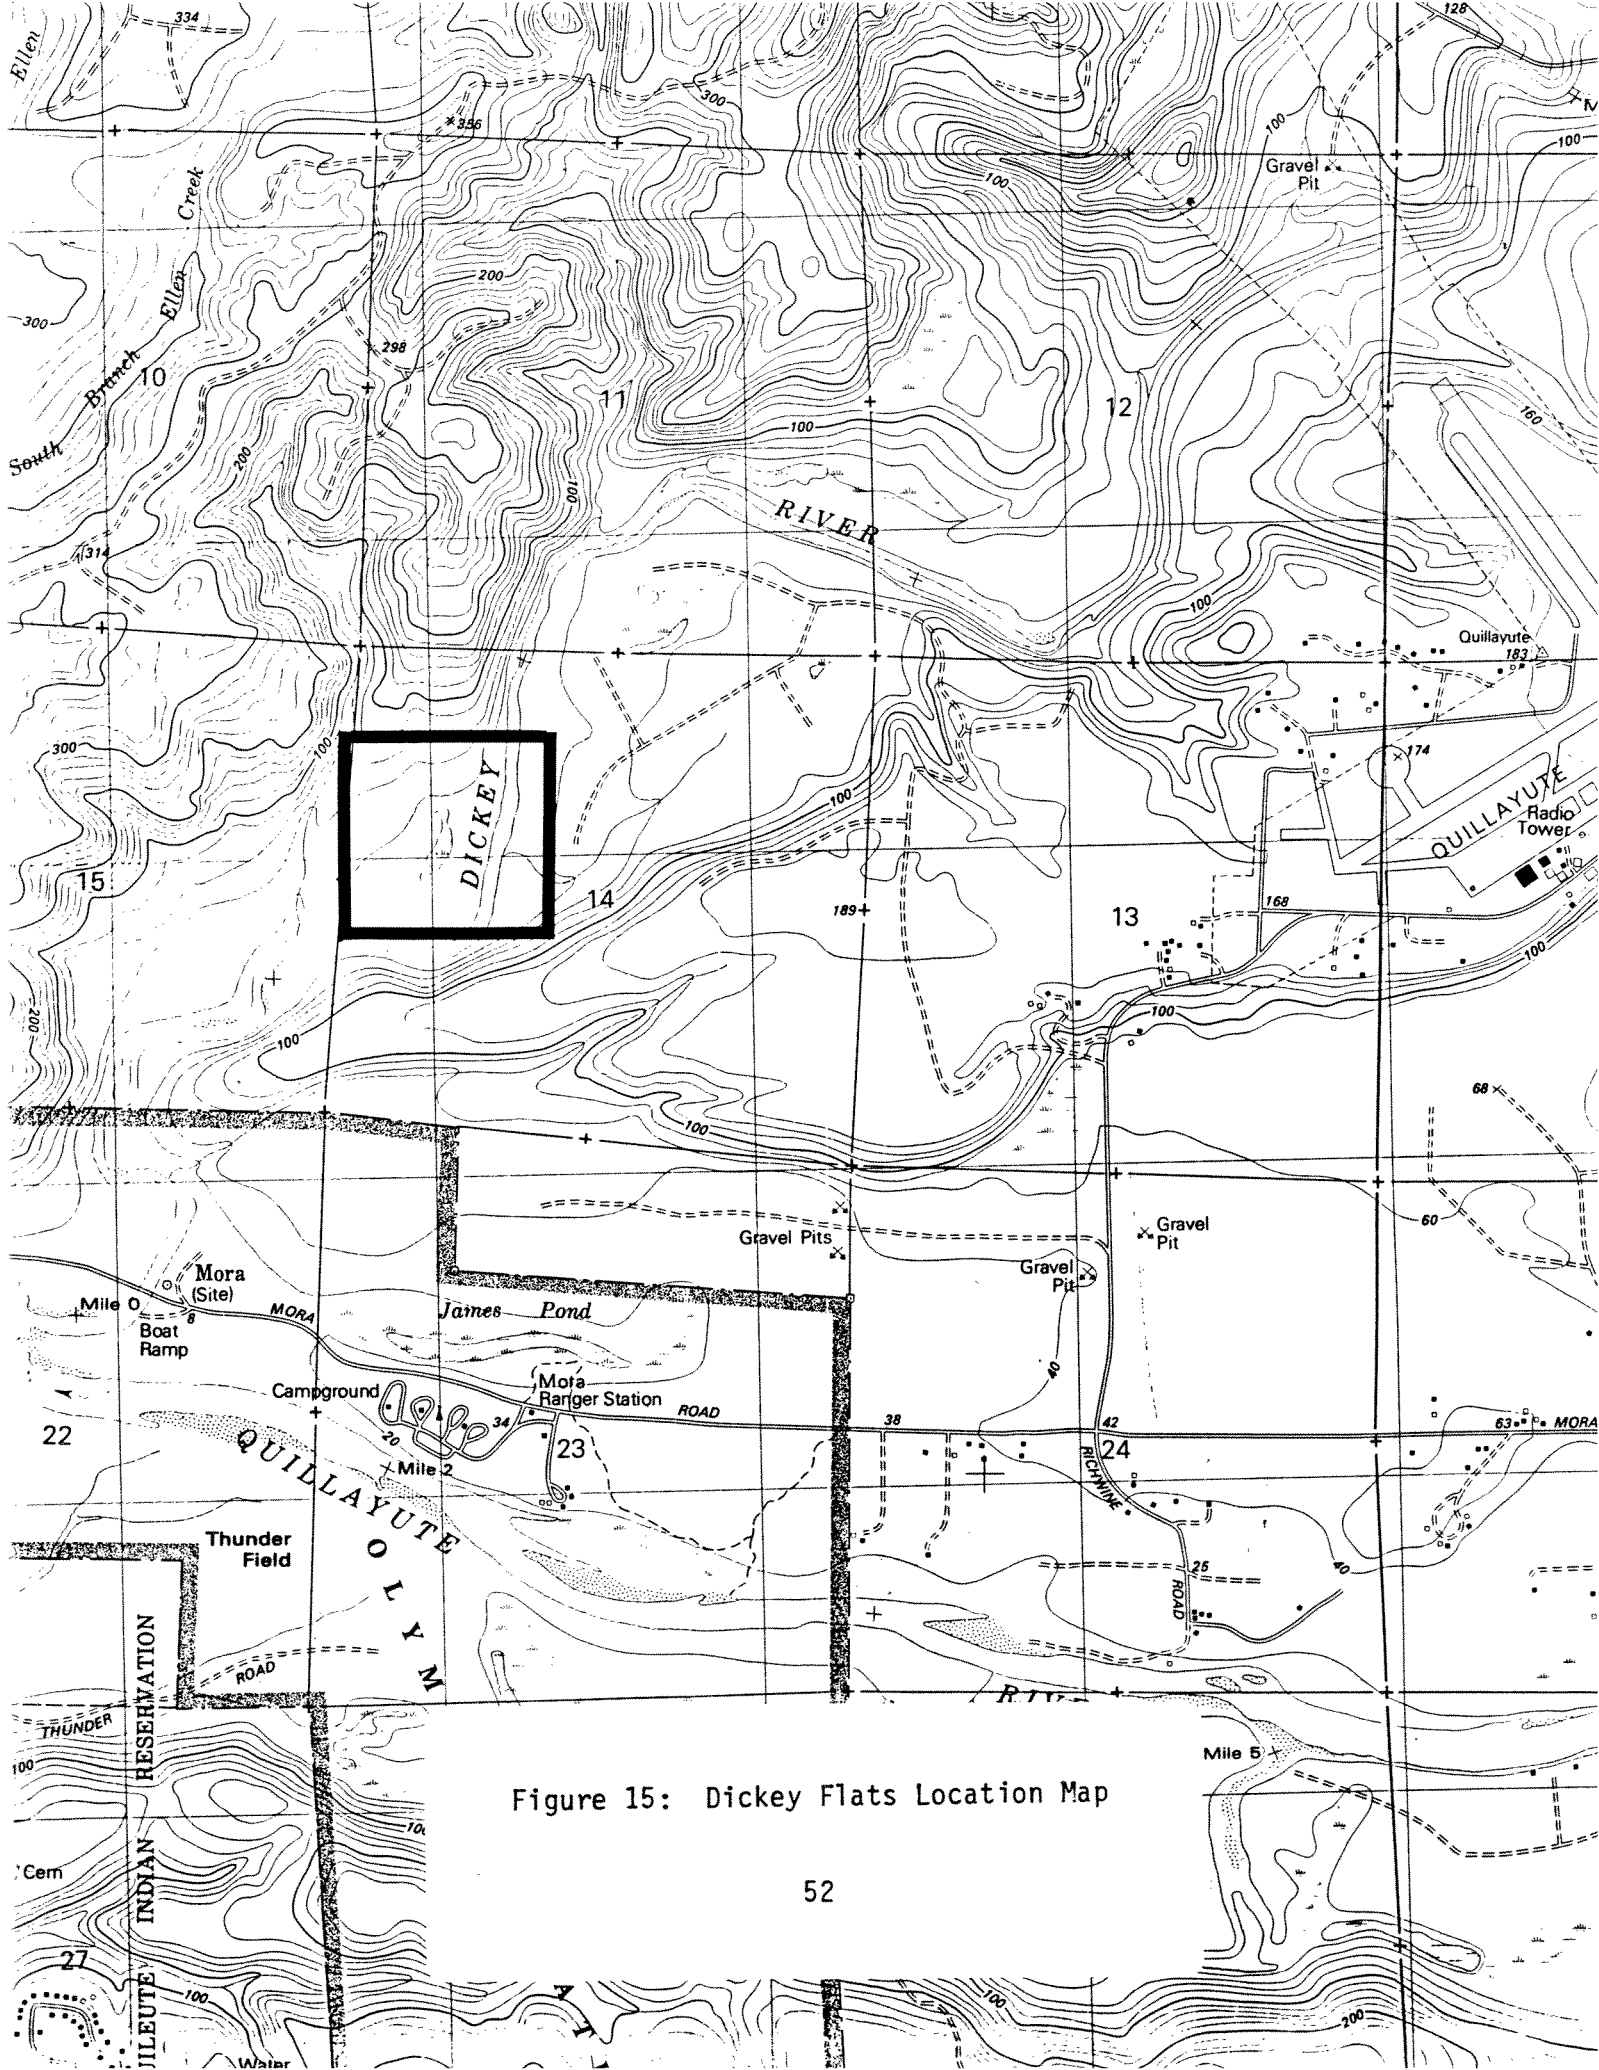 334
128
Ellen
300
356
100
100
Creek
Gravel
Pit
100
200
Ellen
300
298
Branch
10
11
12
160
100
South
200
100
RIVER
314
100
Quillayute
183
300
100
174
DICKEY
100
QUILLAYUTE
Radio
Tower
15
14
189
13
168
100
200
100
100
68
100
60
Gravel Pits
Gravel
Pit
Gravel
Pit
Mora
(Site)
Mile 0
8
MORA
James Pond
Boat
Ramp
40
Mora
Ranger Station
Campground
34
ROAD
38
42
63
MORA
22
20
23
24
QUILLAYUTE
Mile 2
RICHWINE
Thunder
Field
OLYM
25
40
ROAD
ROAD
THUNDER
RESERVATION
100
Mile 5
Figure 15: Dickey Flats Location Map
Cem
INDIAN
52
27
100
100
200
A
T
Water